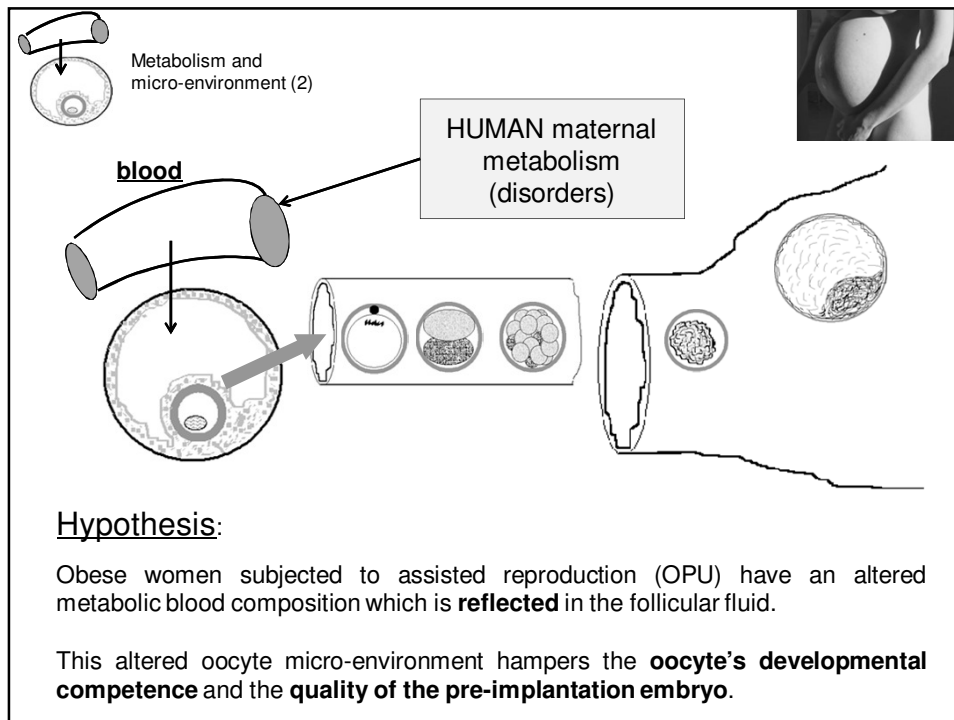 Metabolism and
micro-environment (2)
HUMAN maternal
metabolism
(disorders)
blood
Hypothesis:
Obese women subjected to assisted reproduction (OPU) have an altered
metabolic blood composition which is reflected in the follicular fluid.
This altered oocyte micro-environment hampers the oocyte's developmental
competence and the quality of the pre-implantation embryo.